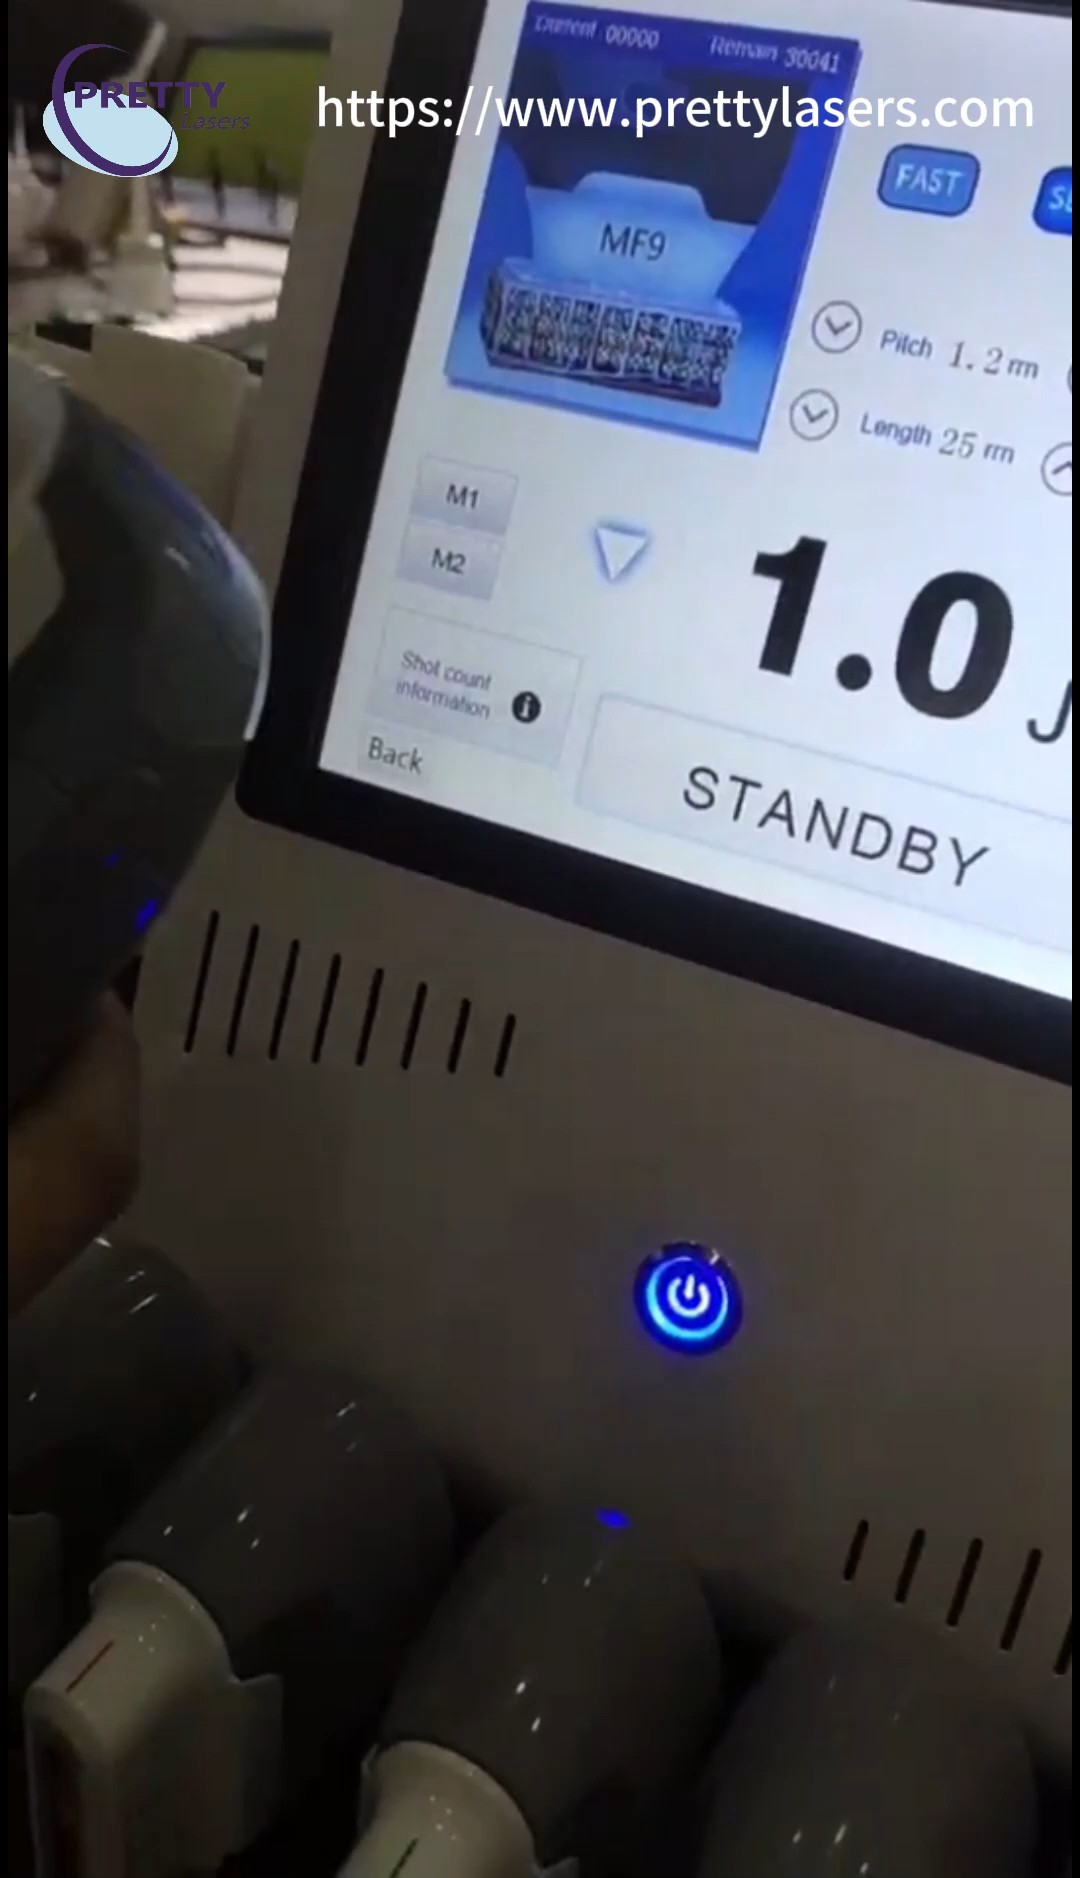 PRETTY
Lasers
https://www.prettylasers.com
Current 00000 Remain 30041
FAST
MF9
Pitch 1.2 mm
Length 25 mm
M1
M2
1.0 J
Shot count
information
Back
STANDBY